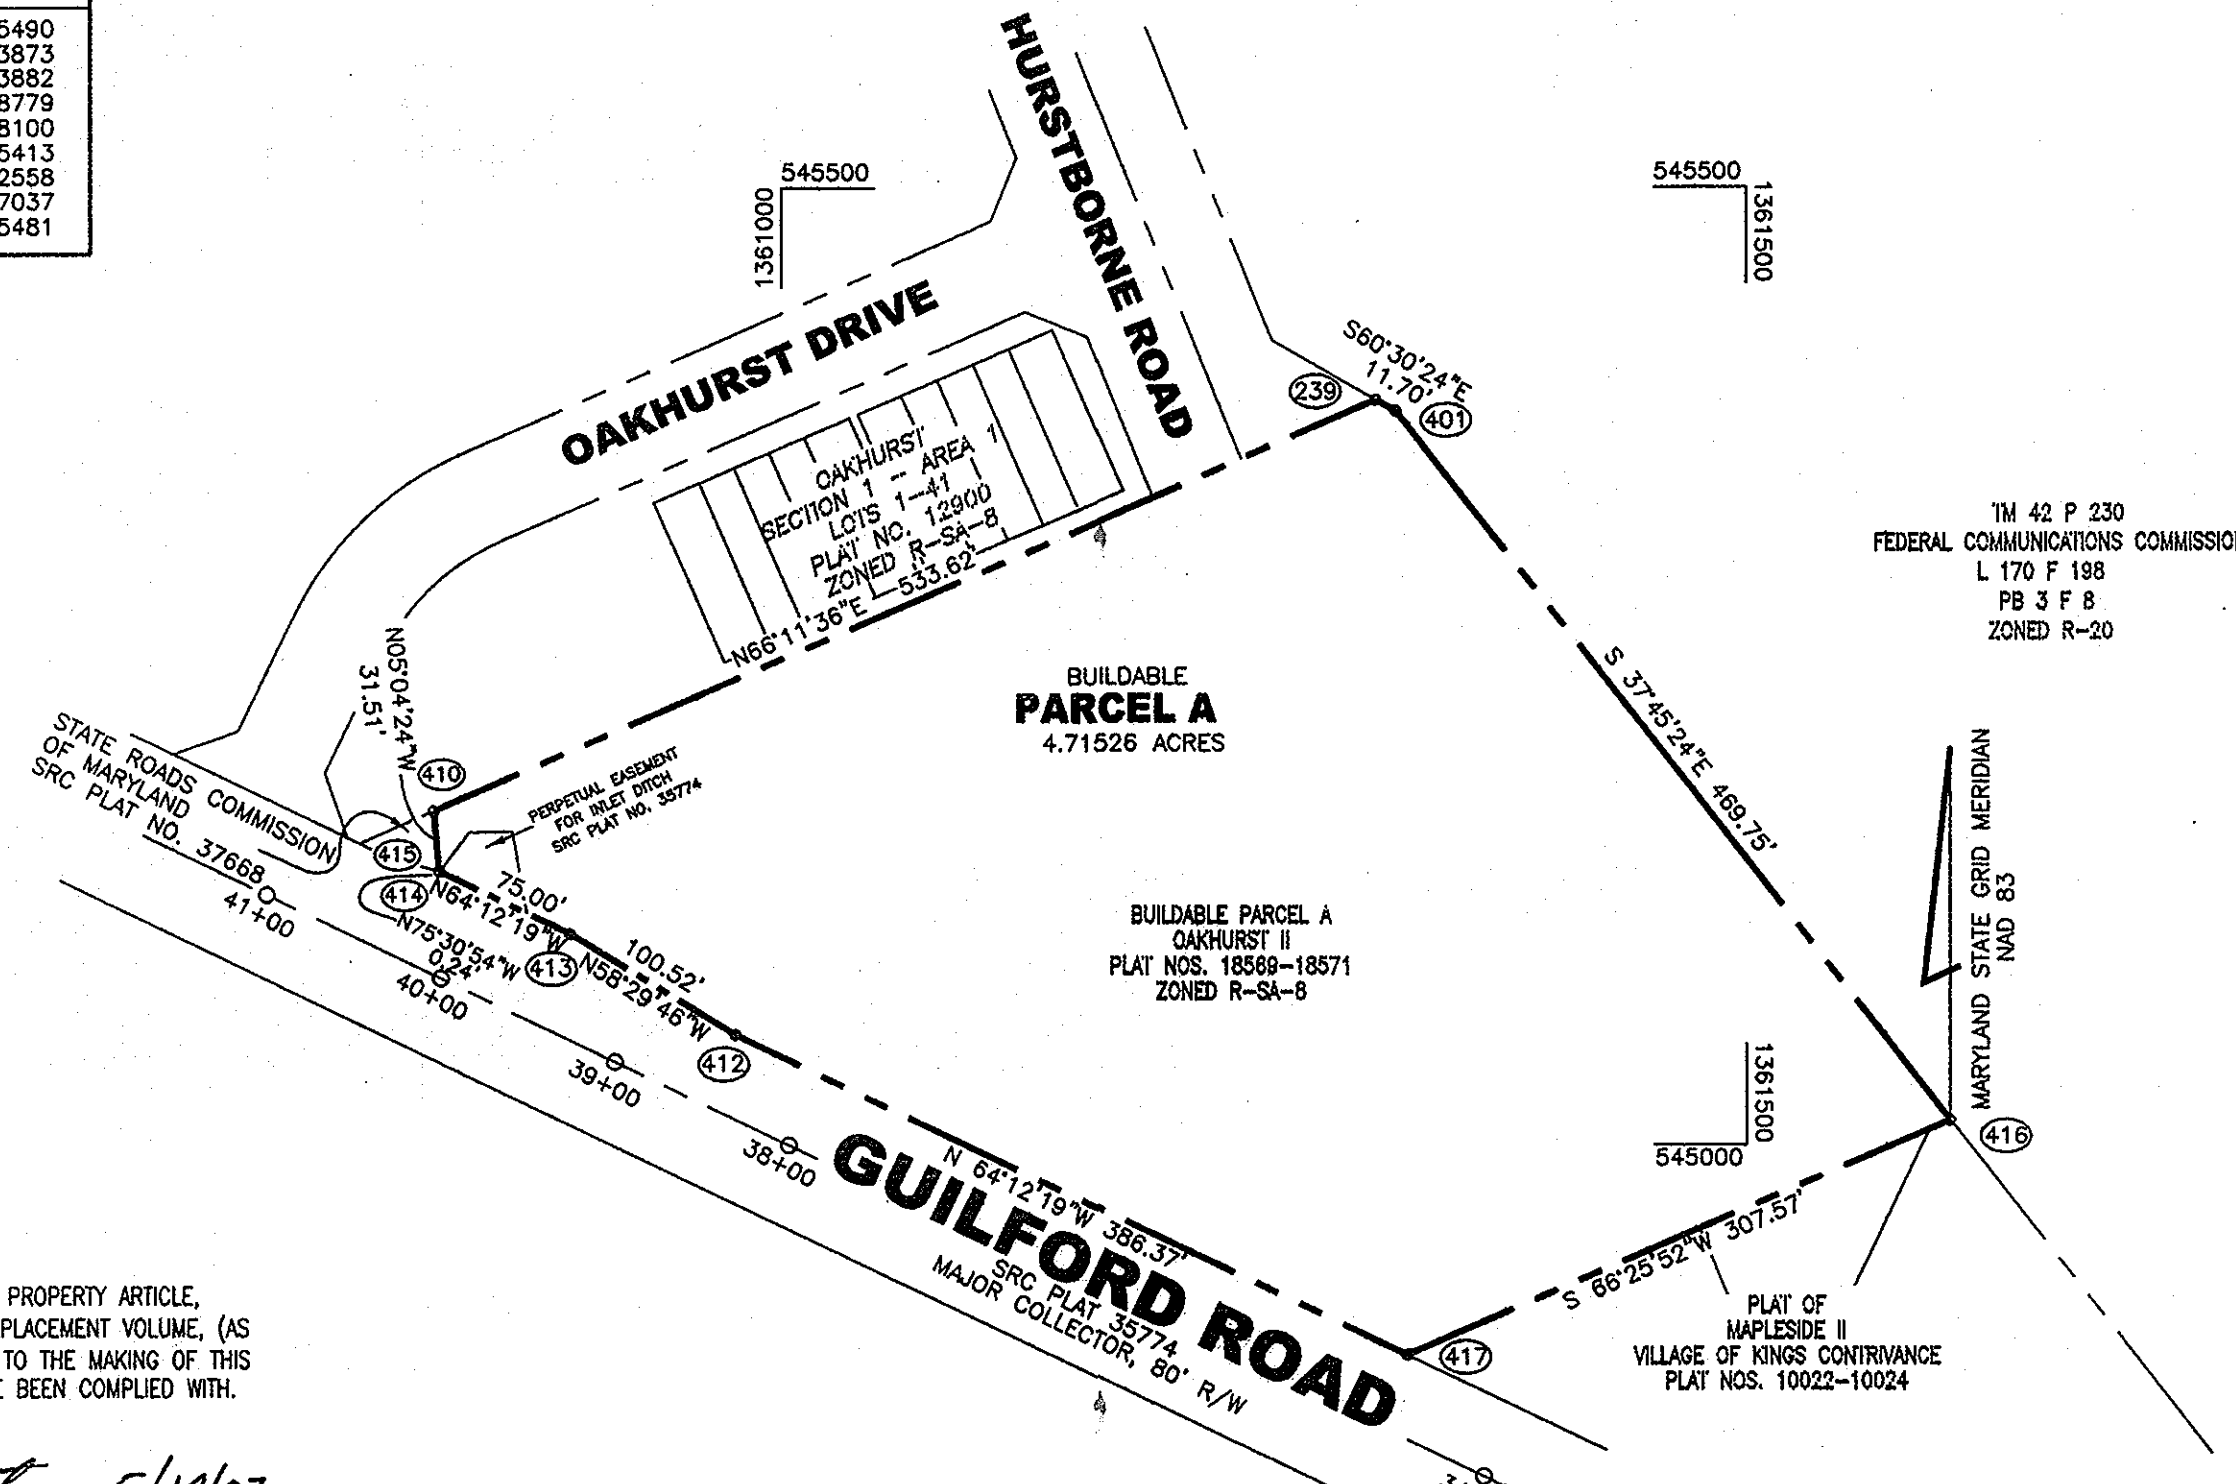 5490
3873
3882
8779
8100
5413
2558
7037
5481
HURSTBORNE ROAD
545500
1361000
545500
1361500
OAKHURST DRIVE
S60°30'24"E
11.70'
239
401
OAKHURST
SECTION 1 - AREA 1
LOTS 1-41
PLAT NO. 12900
ZONED R-SA-8
N66°11'36"E 533.62'
TM 42 P 230
FEDERAL COMMUNICATIONS COMMISSION
L 170 F 198
PB 3 F 8
ZONED R-20
N05°04'24"W
31.51'
BUILDABLE
PARCEL A
4.71526 ACRES
S 37°45'24"E 469.75'
STATE ROADS COMMISSION
OF MARYLAND
SRC PLAT NO. 37668
410
PERPETUAL EASEMENT
FOR INLET DITCH
SRC PLAT NO. 35774
415
414
75.00'
N64°12'19"W
N75°30'54"W
0.24'
413
100.52'
N58°29'46"W
412
41+00
40+00
39+00
38+00
BUILDABLE PARCEL A
OAKHURST II
PLAT NOS. 18569-18571
ZONED R-SA-8
MARYLAND STATE GRID MERIDIAN
NAD 83
1361500
545000
416
N 64°12'19"W 386.37'
GUILFORD ROAD
SRC PLAT 35774
MAJOR COLLECTOR, 80' R/W
S 66°25'52"W 307.57'
417
PLAT OF
MAPLESIDE II
VILLAGE OF KINGS CONTRIVANCE
PLAT NOS. 10022-10024
PROPERTY ARTICLE,
PLACEMENT VOLUME, (AS
TO THE MAKING OF THIS
BEEN COMPLIED WITH.